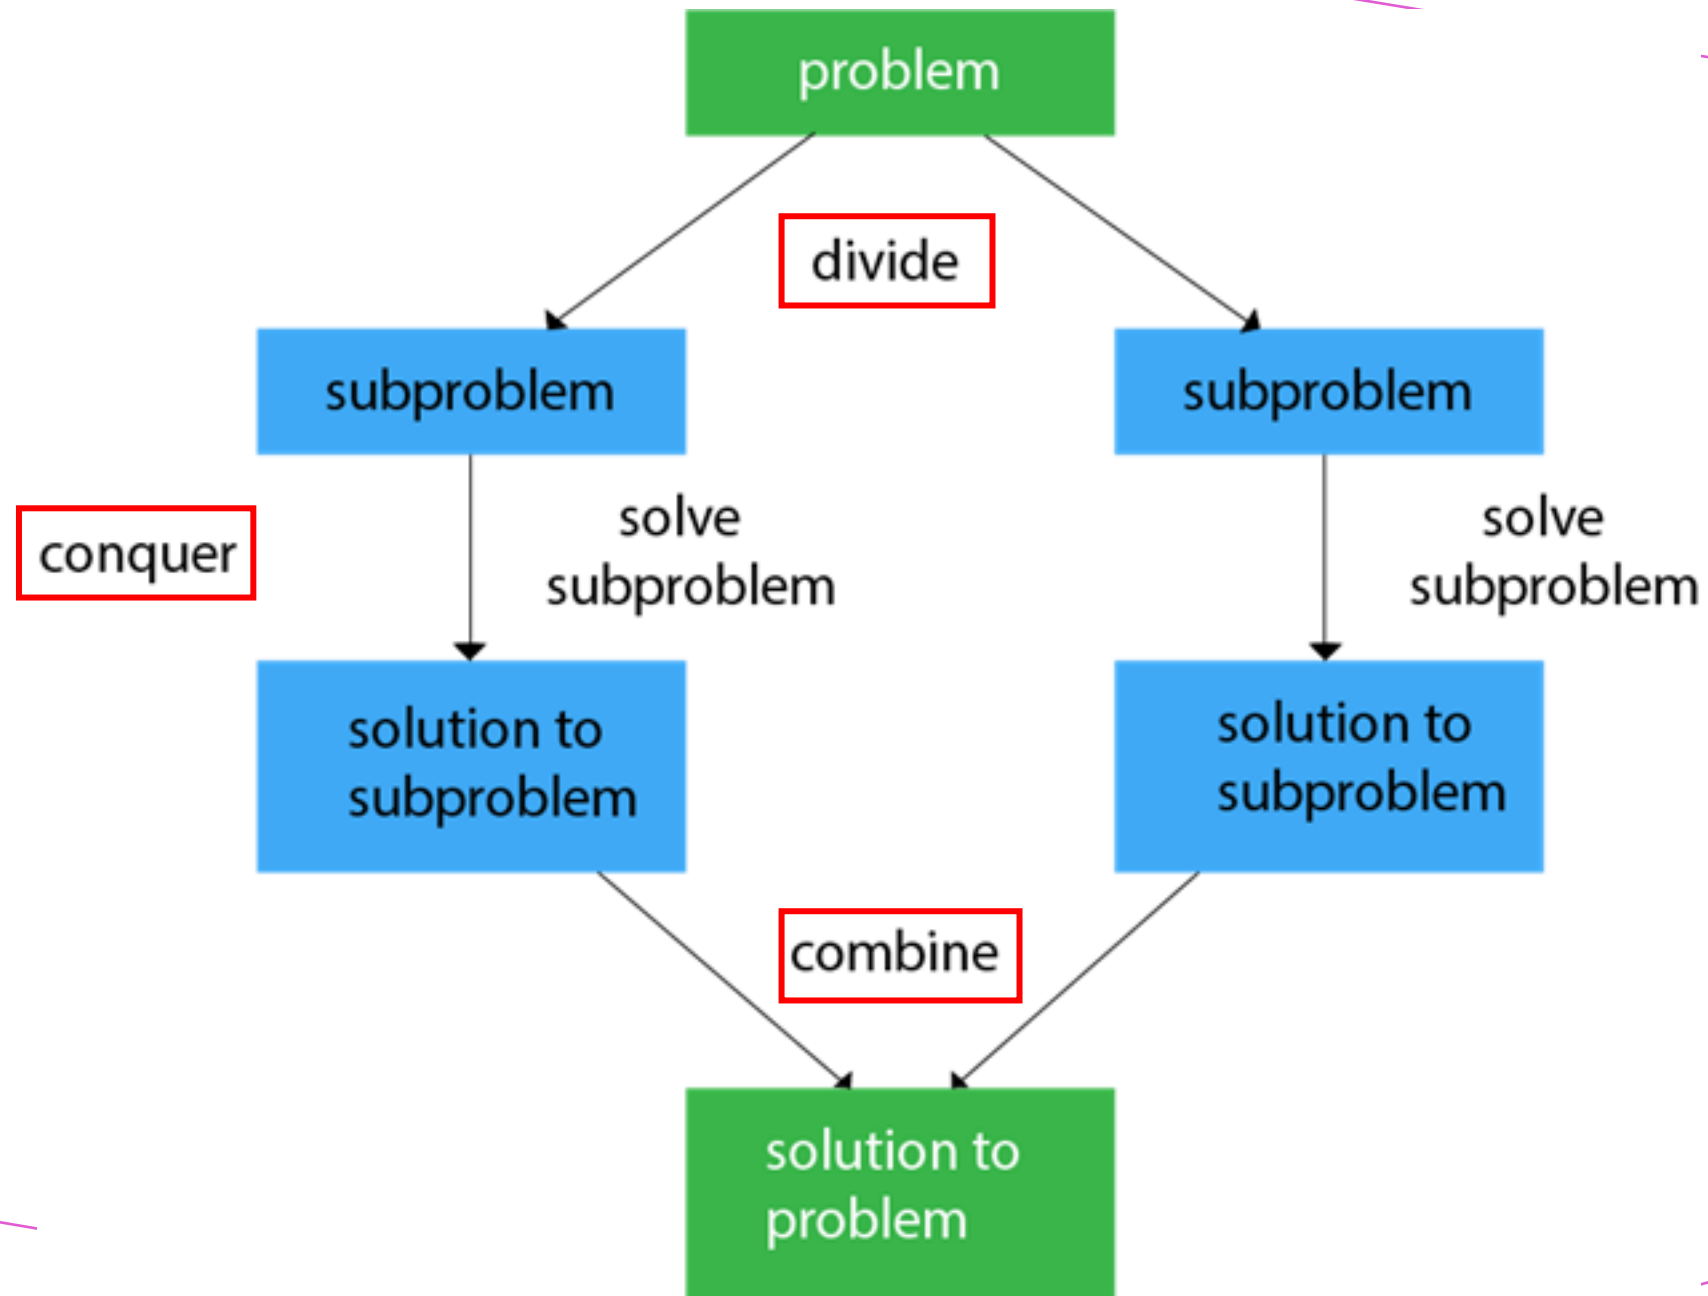 problem
divide
subproblem
subproblem
conquer
solve
subproblem
solve
subproblem
solution to
subproblem
solution to
subproblem
combine
solution to
problem